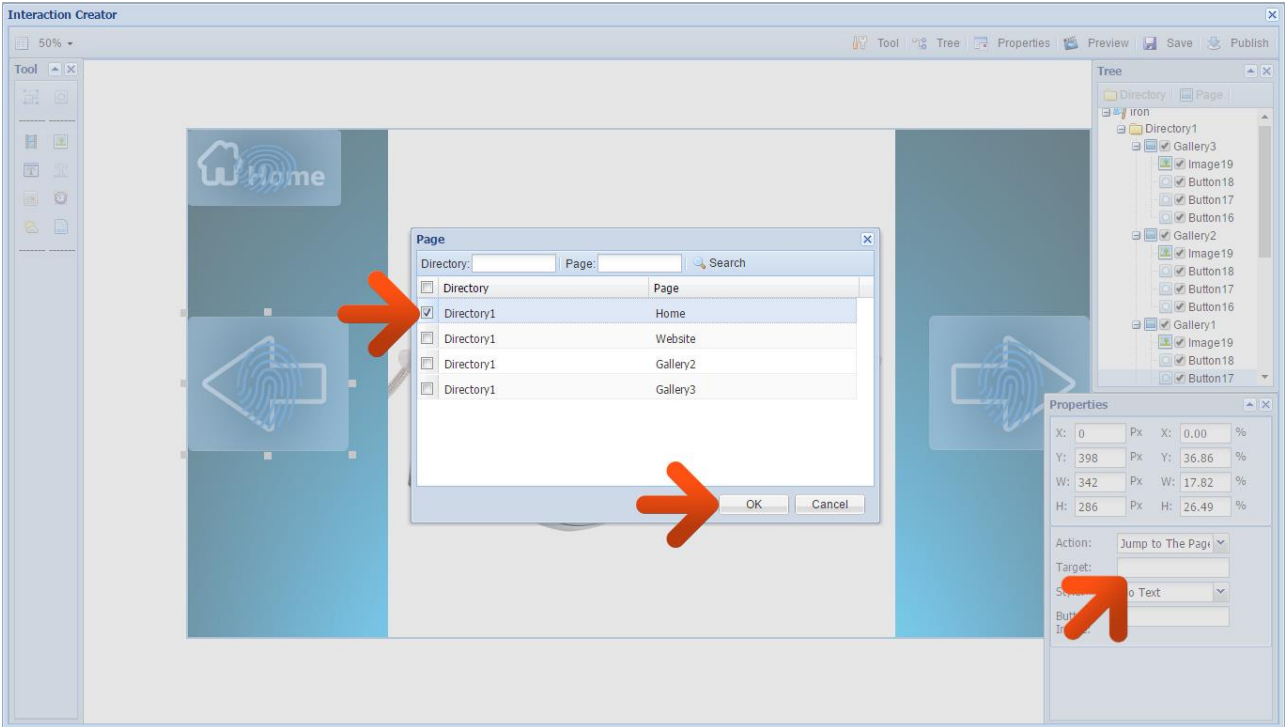 Interaction Creator
50% Tool Tree Properties Preview Save Publish
Tool
Home
Page
Directory: Page: Search
Directory Page
Directory1 Home
Directory1 Website
Directory1 Gallery2
Directory1 Gallery3
OK Cancel
Tree
Directory Page
iron
Directory1
Gallery3
Image19
Button18
Button17
Button16
Gallery2
Image19
Button18
Button17
Button16
Gallery1
Image19
Button18
Button17
Properties
X: 0 Px X: 0.00 %
Y: 398 Px Y: 36.86 %
W: 342 Px W: 17.82 %
H: 286 Px H: 26.49 %
Action: Jump to The Page
Target:
o Text